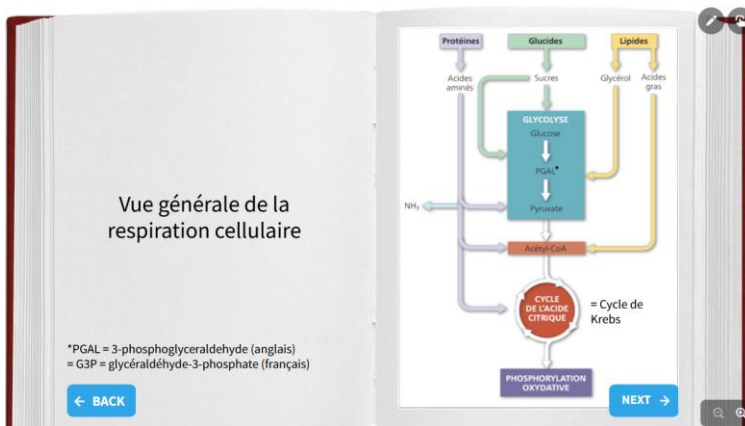 Vue générale de la
respiration cellulaire
*PGAL = 3-phosphoglyceraldehyde (anglais)
= G3P = glycéraldéhyde-3-phosphate (français)
← BACK
Protéines
Glucides
Lipides
Acides
aminés
Sucres
Glycérol
Acides
gras
GLYCOLYSE
Glucose
PGAL*
NH₃
Pyruvate
Acétyl-CoA
CYCLE
DE L'ACIDE
CITRIQUE
= Cycle de
Krebs
PHOSPHORYLATION
OXYDATIVE
NEXT →